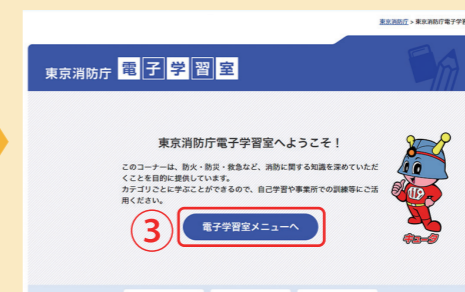 東京消防庁 > 東京消防庁電子学習
東京消防庁 電子学習室
東京消防庁電子学習室へようこそ！
このコーナーは、防火・防災・救急など、消防に関する知識を深めていただ
くことを目的に提供しています。
カテゴリごとに学ぶことができるので、自己学習や事業所での訓練等にご活
用ください。
③ 電子学習室メニューへ
119
キュータ